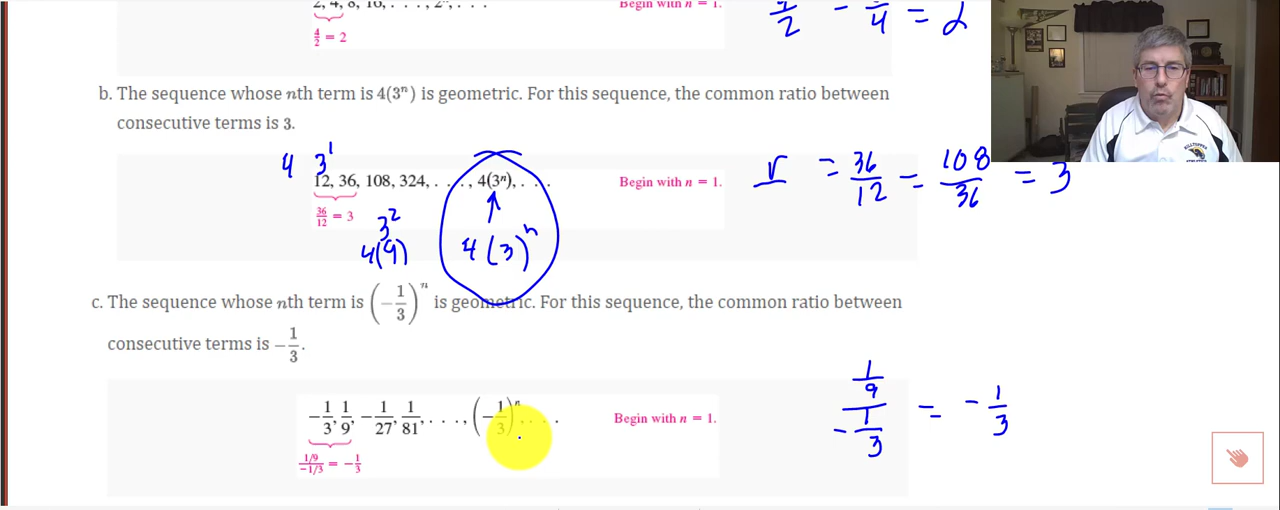 2, 4, 8, 16, . . . , 2ⁿ, . . .
Begin with n = 1.
4/2 = 2
= 2
b. The sequence whose nth term is 4(3ⁿ) is geometric. For this sequence, the common ratio between
consecutive terms is 3.
4 3¹
12, 36, 108, 324, . . . , 4(3ⁿ), . . .
Begin with n = 1.
r = 36/12 = 108/36 = 3
36/12 = 3
3²
4(9)
4(3)ⁿ
c. The sequence whose nth term is (−1/3)ⁿ is geometric. For this sequence, the common ratio between
consecutive terms is −1/3.
−1/3, 1/9, −1/27, 1/81, . . . , (−1/3)ⁿ, . . .
Begin with n = 1.
(1/9)/(−1/3) = −1/3
1/9/−1/3 = −1/3